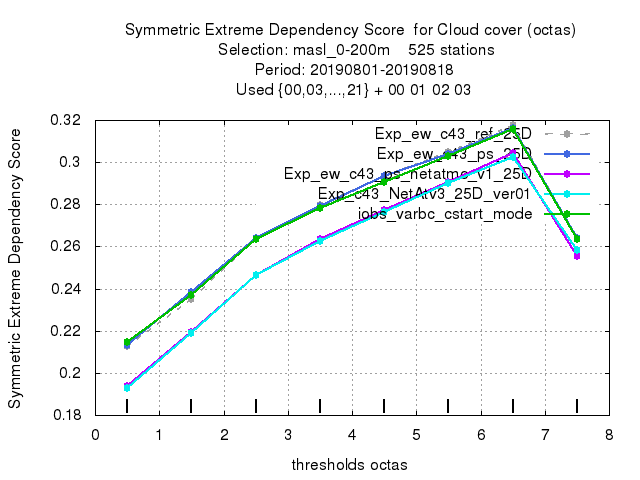 Symmetric Extreme Dependency Score  for Cloud cover (octas)
Selection: masl_0-200m    525 stations
Period: 20190801-20190818
Used {00,03,...,21} + 00 01 02 03
Symmetric Extreme Dependency Score
0.32
0.3
0.28
0.26
0.24
0.22
0.2
0.18
Exp_ew_c43_ref_25D
Exp_ew_c43_ps_25D
Exp_ew_c43_ps_netatmo_v1_25D
Exp_c43_NetAtv3_25D_ver01
iobs_varbc_cstart_mode
0 1 2 3 4 5 6 7 8
thresholds octas